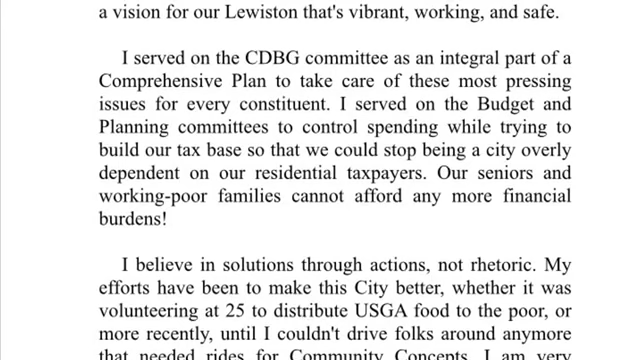 a vision for our Lewiston that's vibrant, working, and safe.
I served on the CDBG committee as an integral part of a
Comprehensive Plan to take care of these most pressing
issues for every constituent. I served on the Budget and
Planning committees to control spending while trying to
build our tax base so that we could stop being a city overly
dependent on our residential taxpayers. Our seniors and
working-poor families cannot afford any more financial
burdens!
I believe in solutions through actions, not rhetoric. My
efforts have been to make this City better, whether it was
volunteering at 25 to distribute USGA food to the poor, or
more recently, until I couldn't drive folks around anymore
that needed rides for Community Concepts. I am very